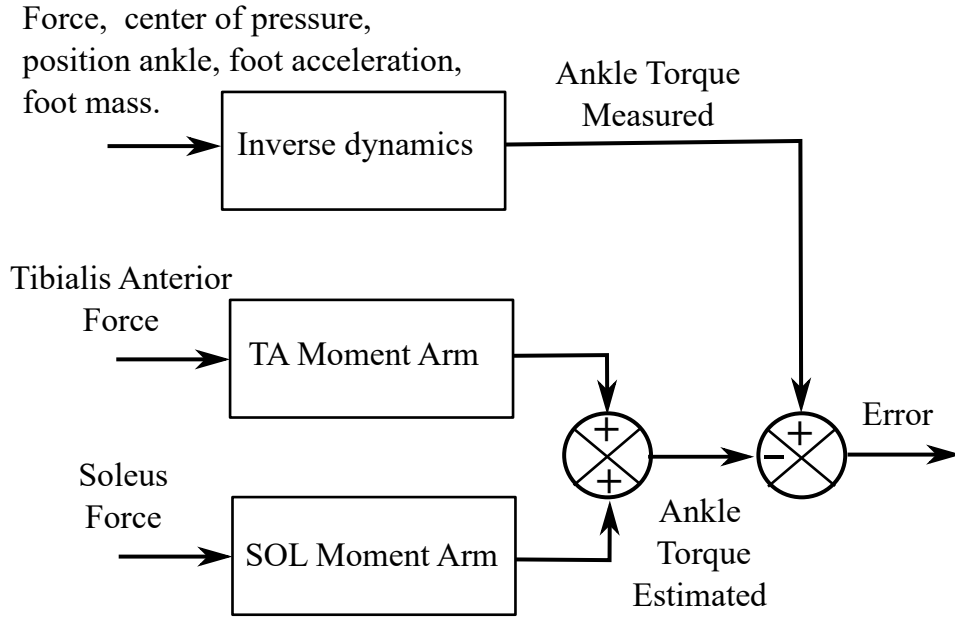 Force, center of pressure,
position ankle, foot acceleration,
foot mass.
Ankle Torque
Measured
Inverse dynamics
Tibialis Anterior
Force
TA Moment Arm
+
+
+
−
Error
Soleus
Force
SOL Moment Arm
Ankle
Torque
Estimated